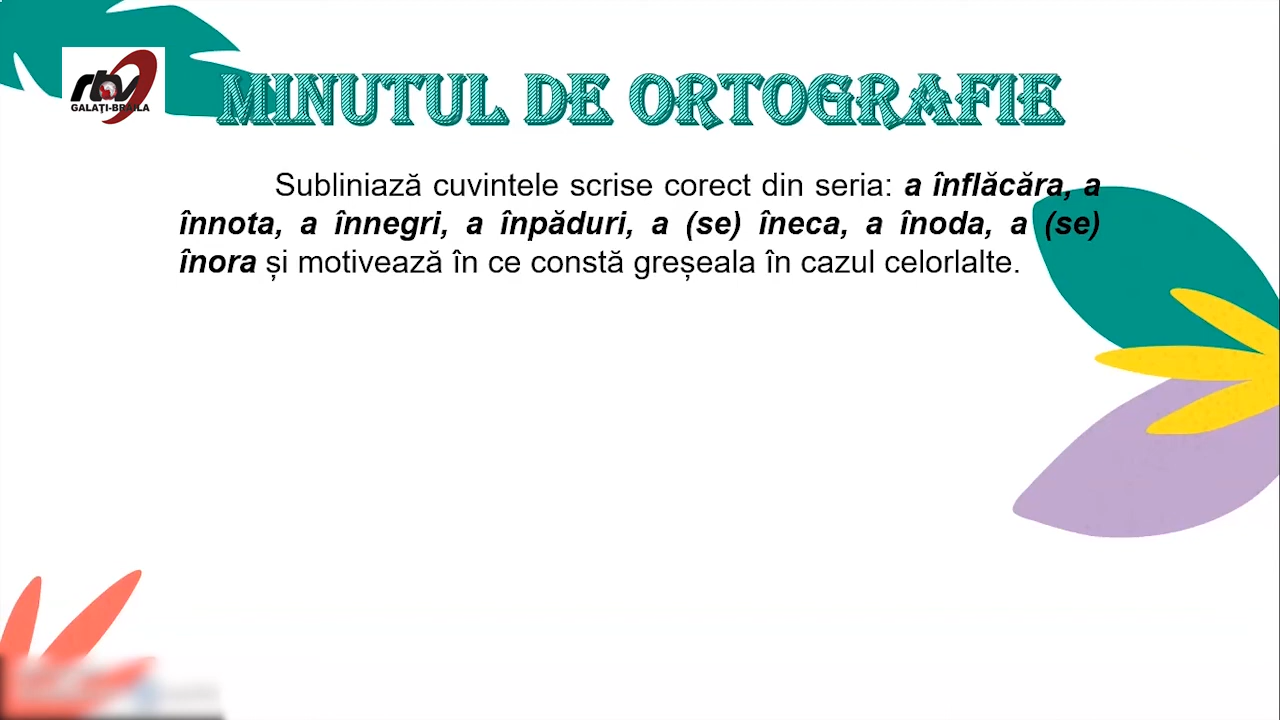 rtv
GALAȚI-BRĂILA
MINUTUL DE ORTOGRAFIE
Subliniază cuvintele scrise corect din seria: a înflăcăra, a
înnota, a înnegri, a înpăduri, a (se) îneca, a înoda, a (se)
înora și motivează în ce constă greșeala în cazul celorlalte.